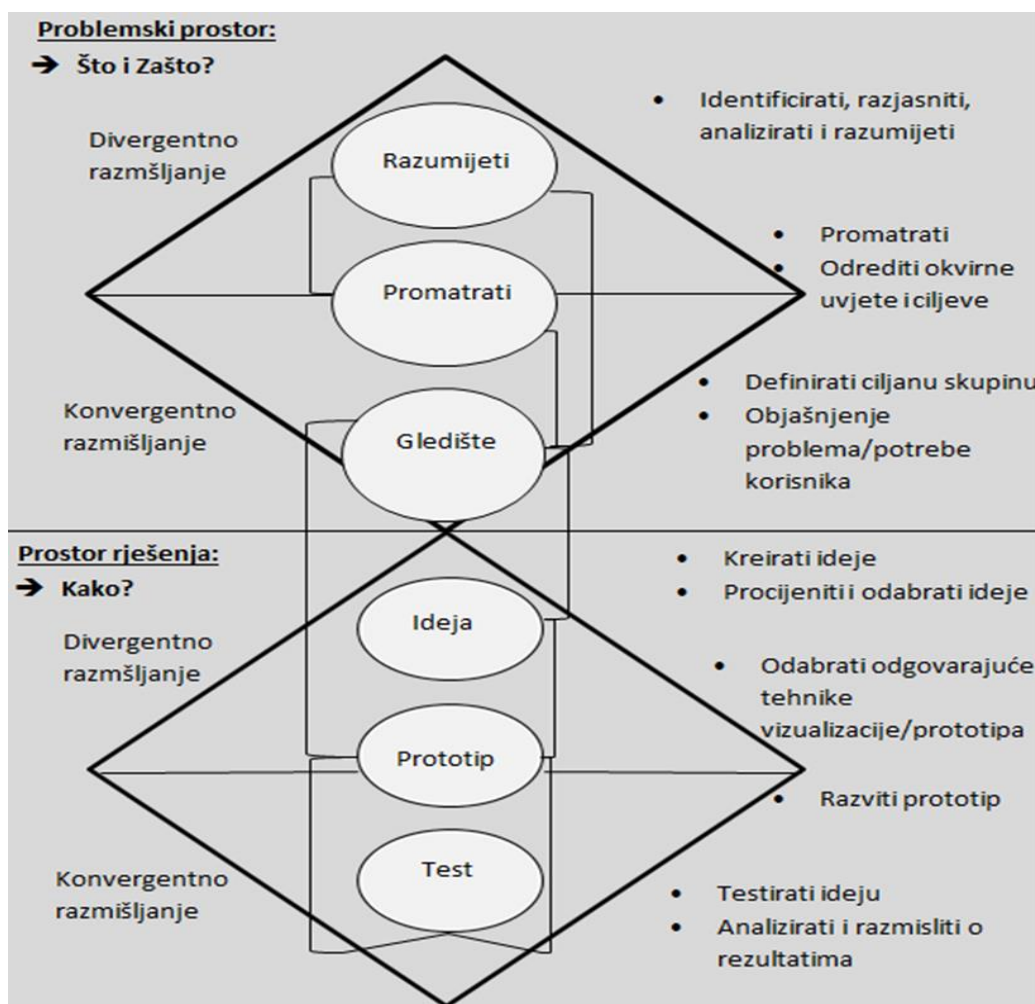 Problemski prostor:
➔ Što i Zašto?
Divergentno
razmšljanje
Razumijeti
• Identificirati, razjasniti,
analizirati i razumijeti
Promatrati
• Promatrati
• Odrediti okvirne
uvjete i ciljeve
Konvergentno
razmišljanje
Gledište
• Definirati ciljanu skupinu
• Objašnjenje
problema/potrebe
korisnika
Prostor rješenja:
➔ Kako?
Divergentno
razmšljanje
Ideja
• Kreirati ideje
• Procijeniti i odabrati ideje
Prototip
• Odabrati odgovarajuće
tehnike
vizualizacije/prototipa
• Razviti prototip
Konvergentno
razmišljanje
Test
• Testirati ideju
• Analizirati i razmisliti o
rezultatima